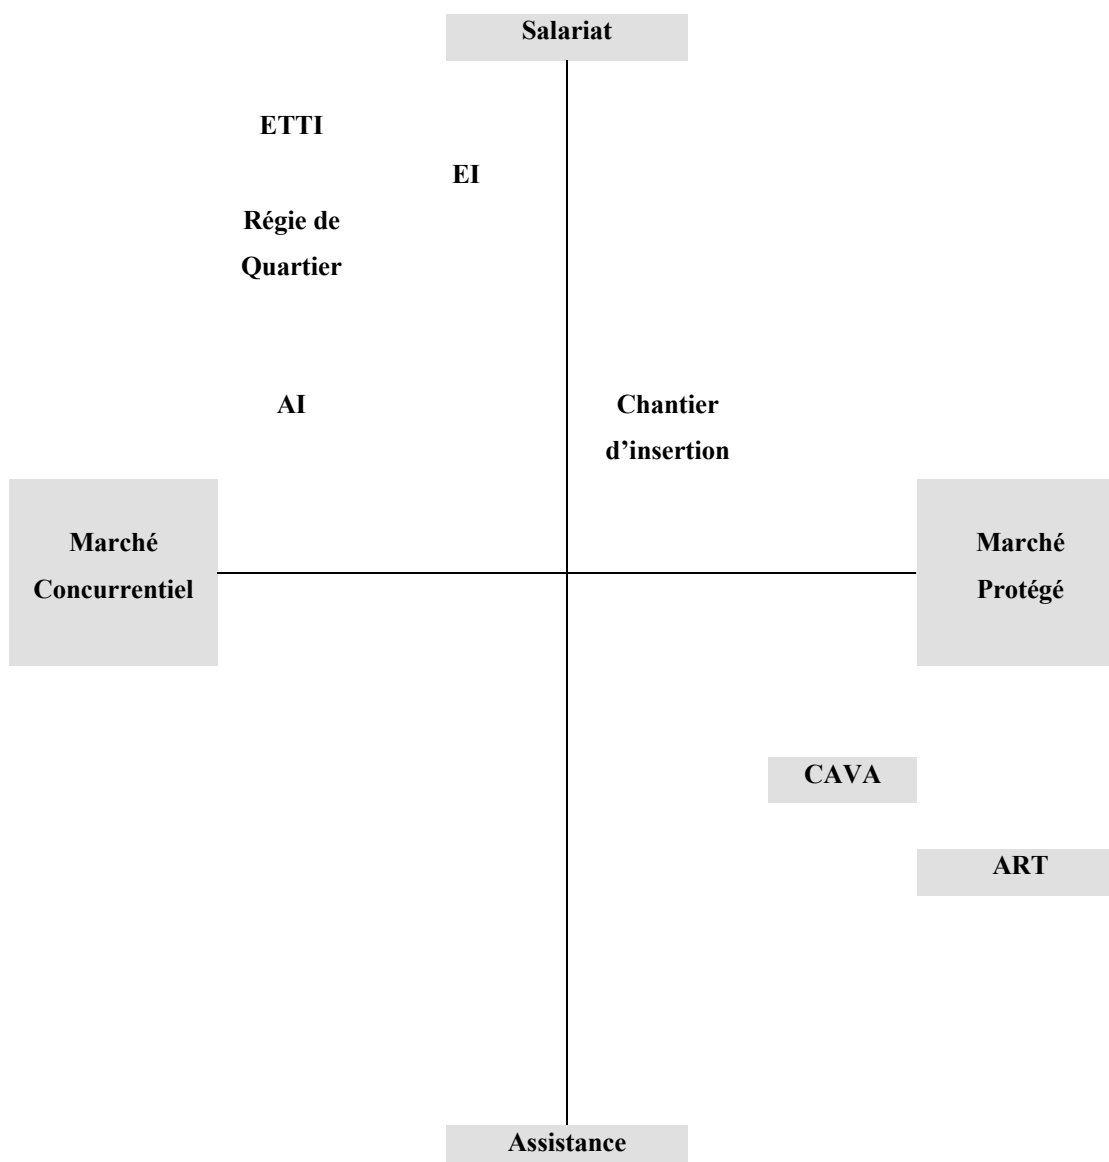 Salariat
ETTI
EI
Régie de
Quartier
AI
Chantier
d’insertion
Marché
Concurrentiel
Marché
Protégé
CAVA
ART
Assistance